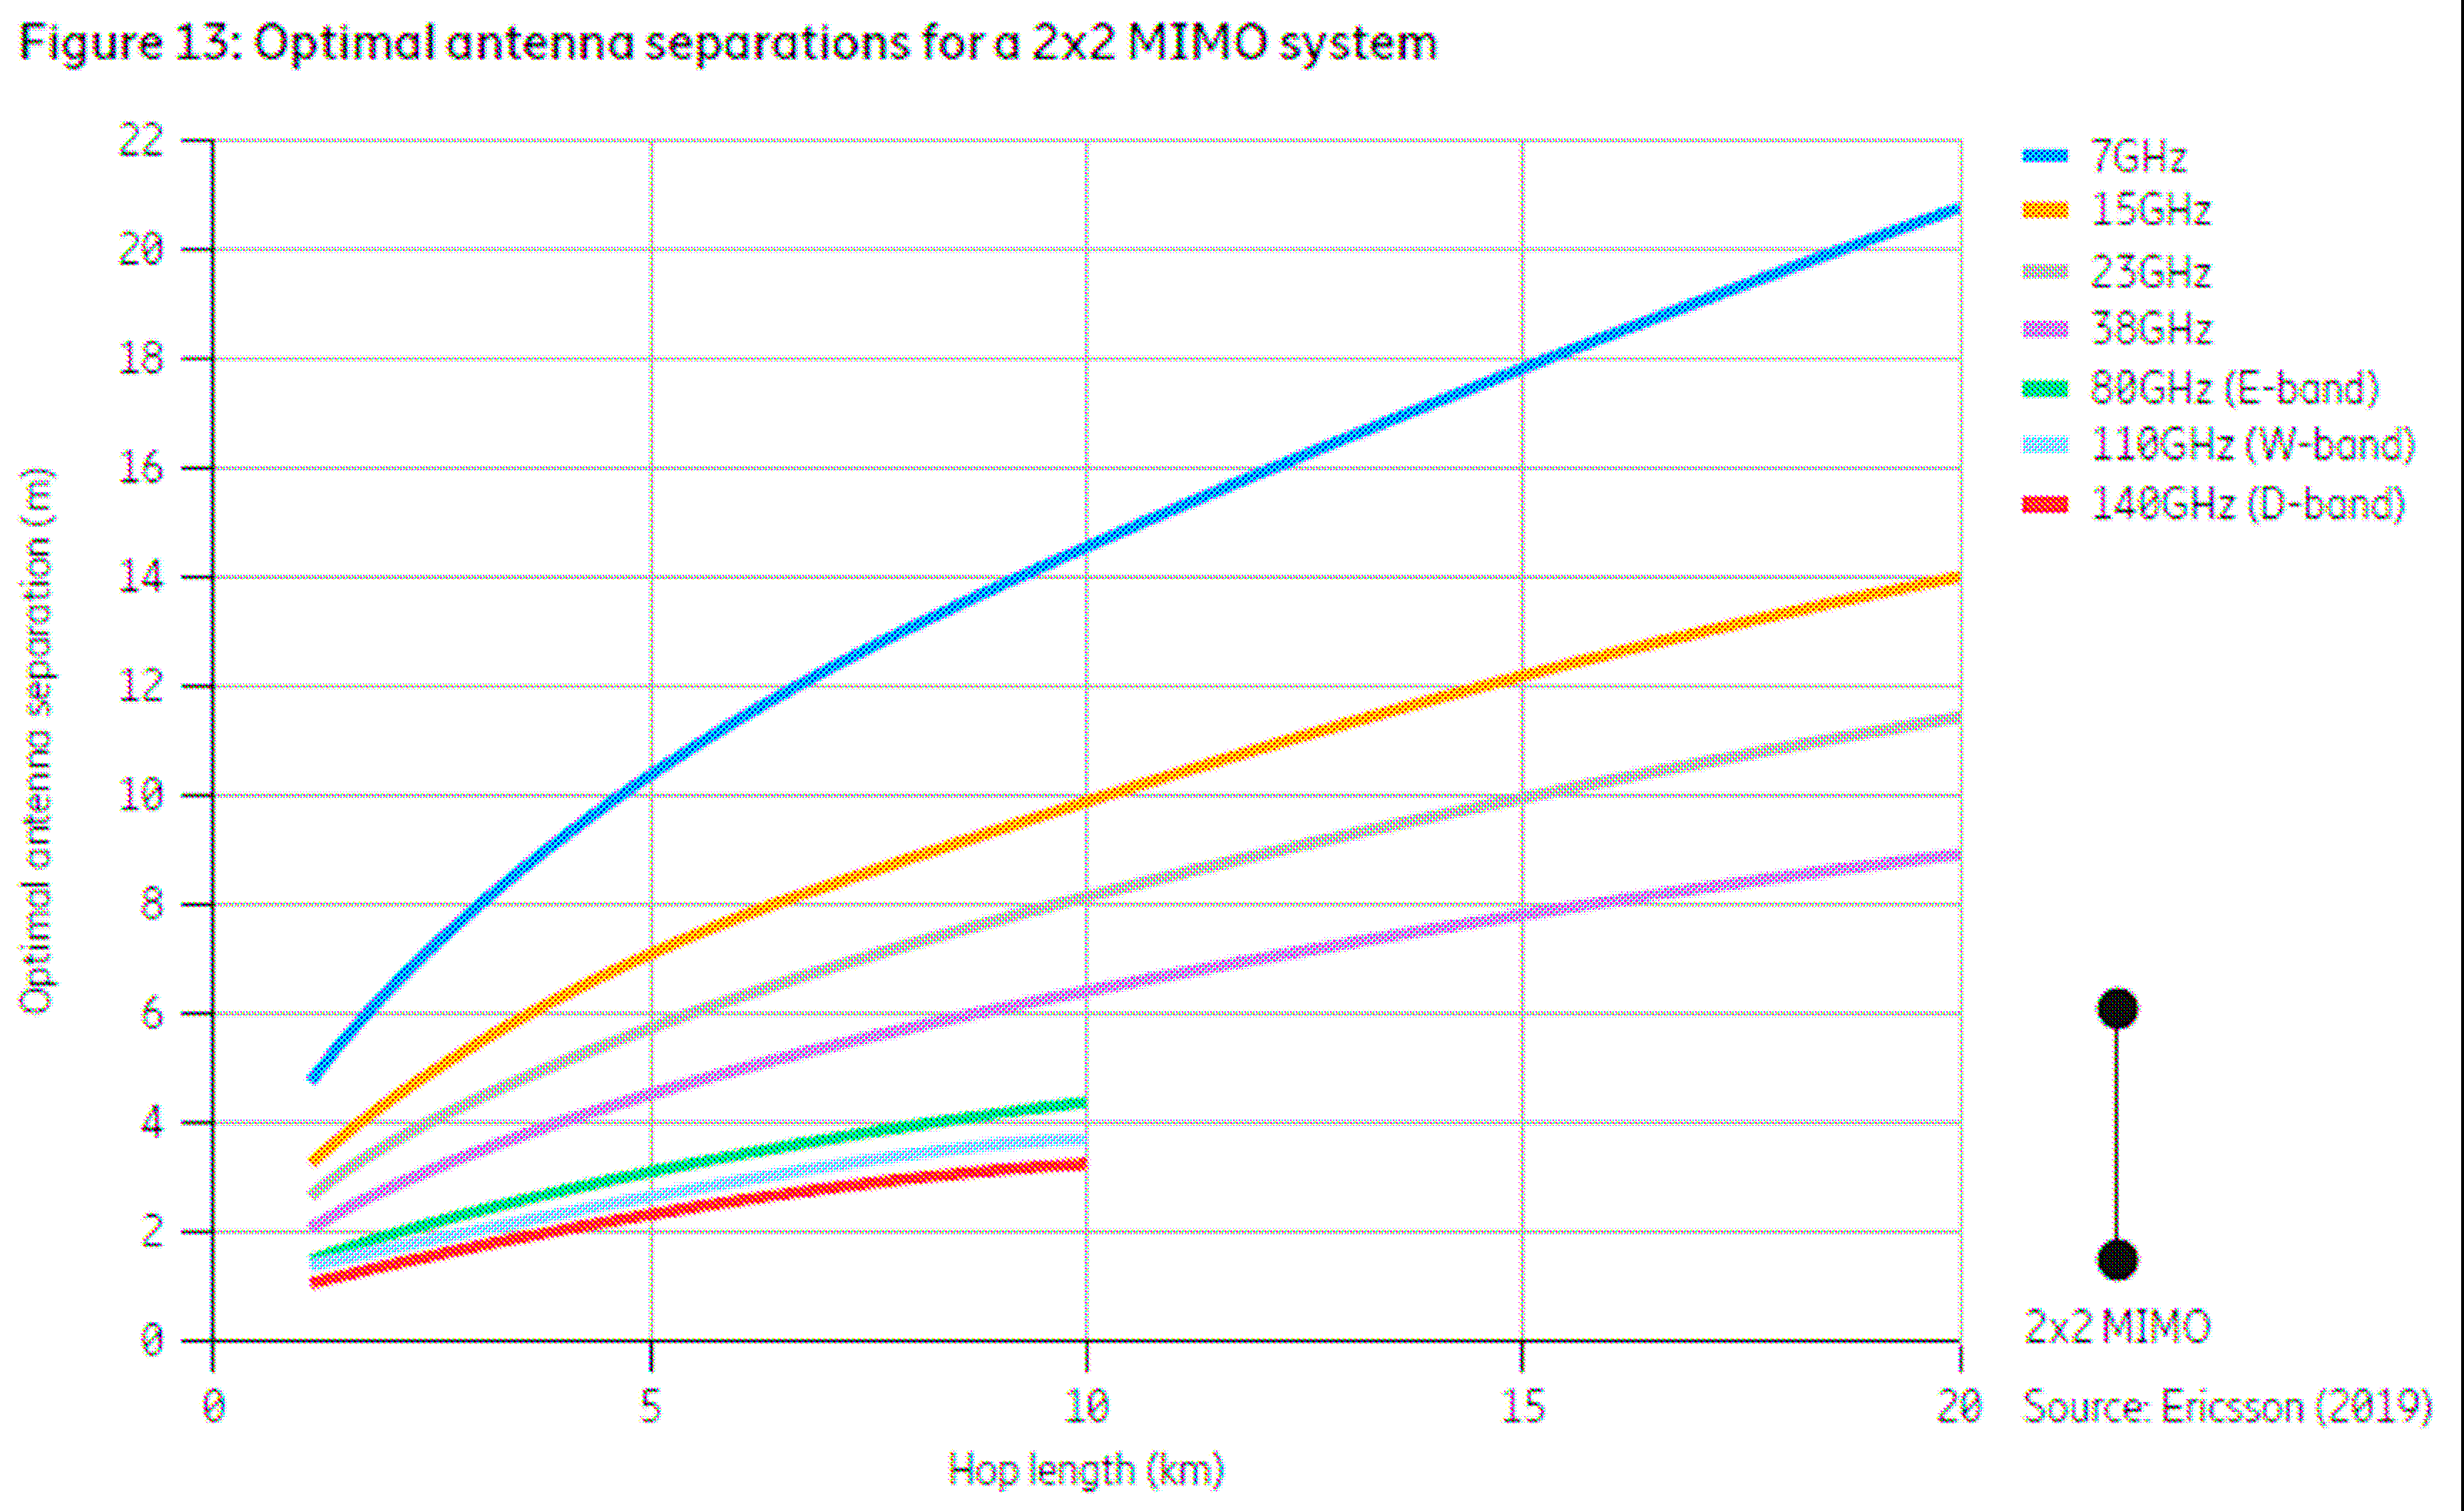 Figure 13: Optimal antenna separations for a 2x2 MIMO system
22
20
18
16
14
12
10
8
6
4
2
0
Optimal antenna separation (m)
0 5 10 15 20
Hop length (km)
7GHz
15GHz
23GHz
38GHz
80GHz (E-band)
110GHz (W-band)
140GHz (D-band)
2x2 MIMO
Source: Ericsson (2019)